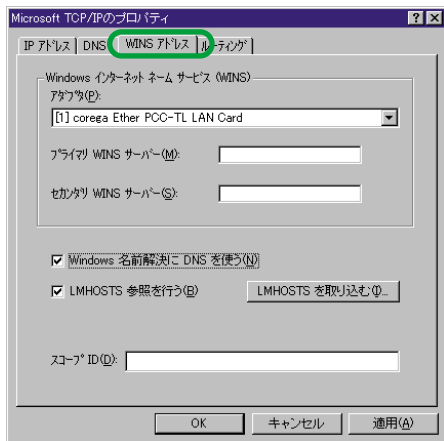 Microsoft TCP/IPのプロパティ
IP アドレス DNS WINS アドレス ルーティング
Windows インターネット ネーム サービス (WINS)
アダプタ(P):
[1] corega Ether PCC-TL LAN Card
プライマリ WINS サーバー(M):
セカンダリ WINS サーバー(S):
Windows 名前解決に DNS を使う(N)
LMHOSTS 参照を行う(B) LMHOSTS を取り込む(I)...
スコープ ID(D):
OK キャンセル 適用(A)